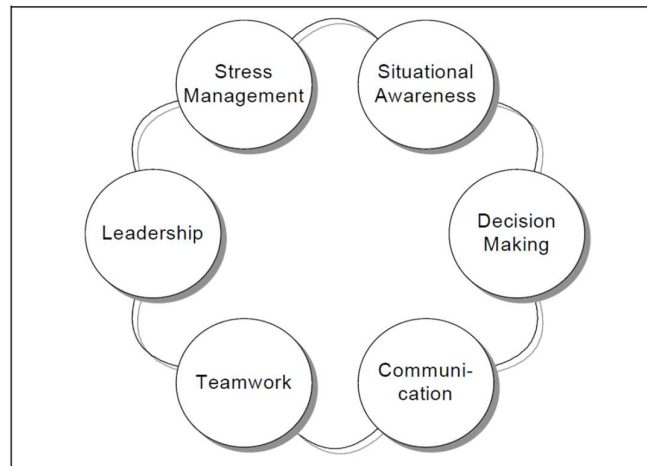 Stress
Management
Situational
Awareness
Leadership
Decision
Making
Teamwork
Communi-
cation